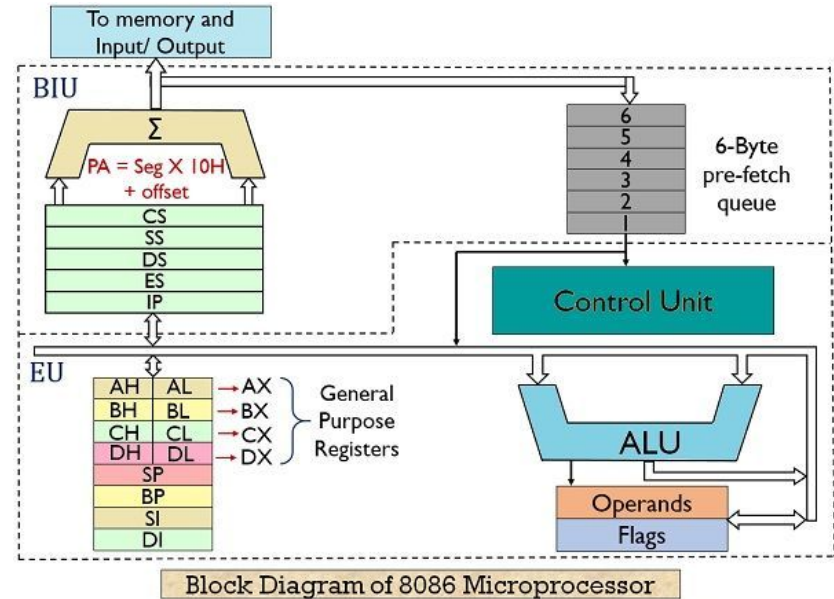 To memory and
Input/ Output
BIU
Σ
PA = Seg X 10H
+ offset
CS
SS
DS
ES
IP
6
5
4
3
2
1
6-Byte
pre-fetch
queue
Control Unit
EU
AH AL → AX
BH BL → BX
CH CL → CX
DH DL → DX
SP
BP
SI
DI
General
Purpose
Registers
ALU
Operands
Flags
Block Diagram of 8086 Microprocessor